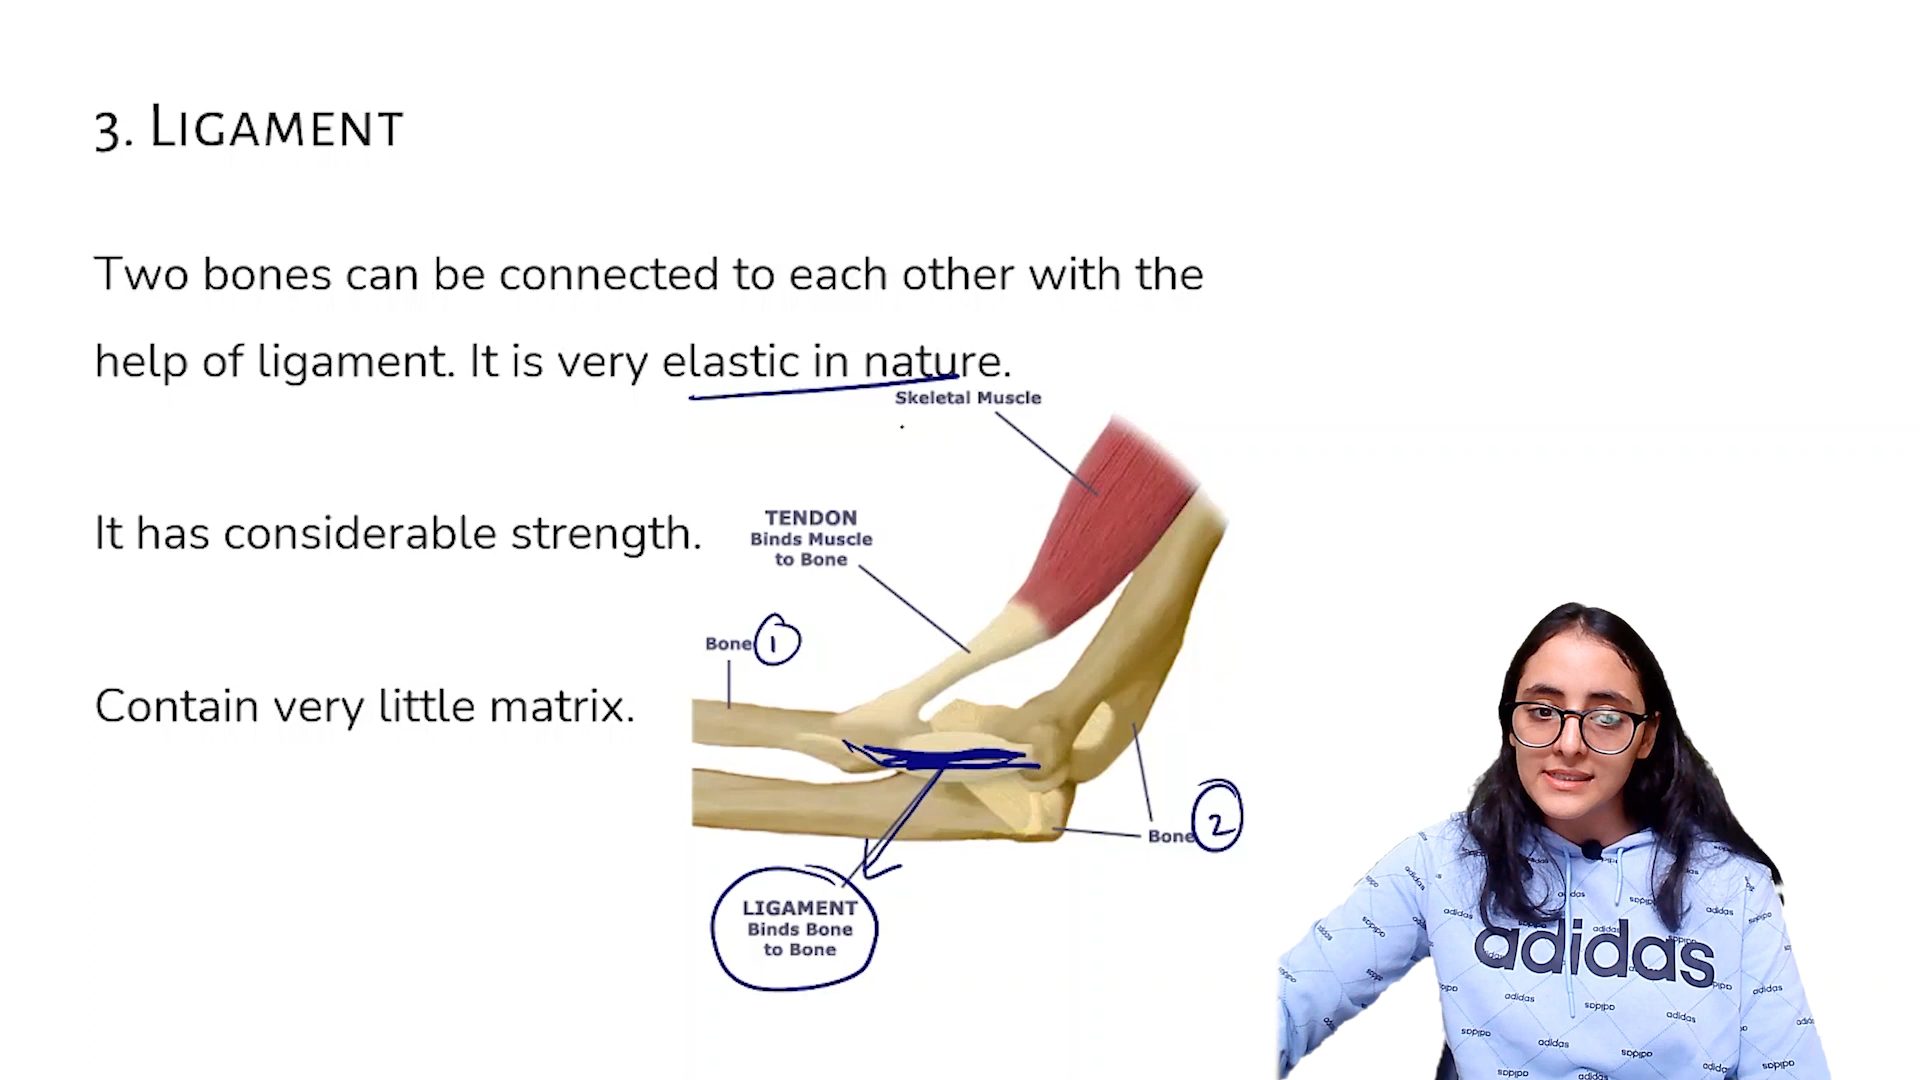 3. LIGAMENT
Two bones can be connected to each other with the
help of ligament. It is very elastic in nature.
Skeletal Muscle
It has considerable strength.
TENDON
Binds Muscle
to Bone
Bone 1
Contain very little matrix.
Bone 2
LIGAMENT
Binds Bone
to Bone
adidas